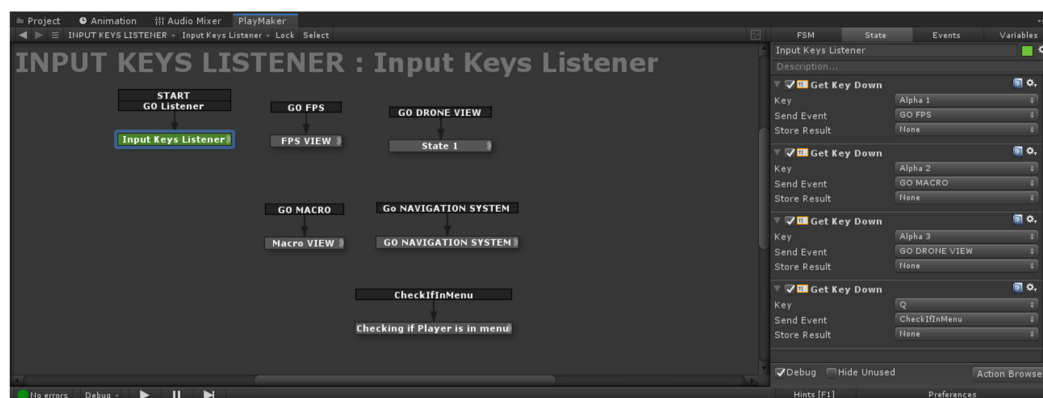 Project Animation Audio Mixer PlayMaker
INPUT KEYS LISTENER Input Keys Listener Lock Select
INPUT KEYS LISTENER : Input Keys Listener
START
GO Listener
Input Keys Listener
GO FPS
FPS VIEW
GO DRONE VIEW
State 1
GO MACRO
Macro VIEW
Go NAVIGATION SYSTEM
GO NAVIGATION SYSTEM
CheckIfInMenu
Checking if Player is in menu
No errors Debug
FSM State Events Variables
Input Keys Listener
Description...
Get Key Down
Key Alpha 1
Send Event GO FPS
Store Result None
Get Key Down
Key Alpha 2
Send Event GO MACRO
Store Result None
Get Key Down
Key Alpha 3
Send Event GO DRONE VIEW
Store Result None
Get Key Down
Key Q
Send Event CheckIfInMenu
Store Result None
Debug Hide Unused Action Browse
Hints [F1] Preferences